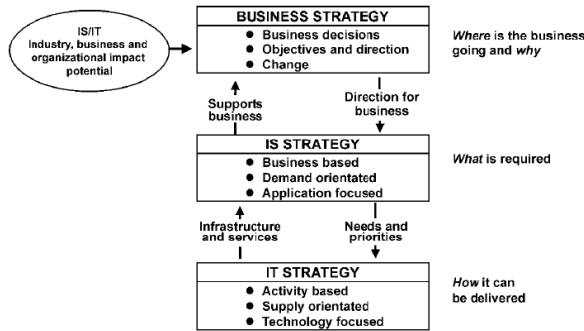 IS/IT
Industry, business and
organizational impact
potential
BUSINESS STRATEGY
● Business decisions
● Objectives and direction
● Change
Where is the business
going and why
Supports
business
Direction for
business
IS STRATEGY
● Business based
● Demand orientated
● Application focused
What is required
Infrastructure
and services
Needs and
priorities
IT STRATEGY
● Activity based
● Supply orientated
● Technology focused
How it can
be delivered